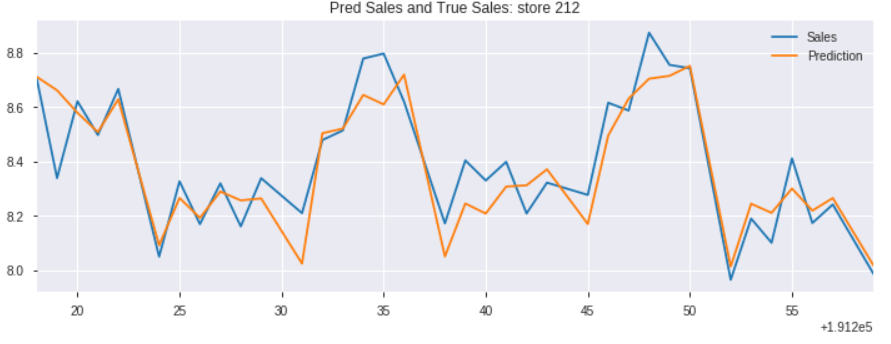 Pred Sales and True Sales: store 212
Sales
Prediction
8.8
8.6
8.4
8.2
8.0
20 25 30 35 40 45 50 55
+1.912e5